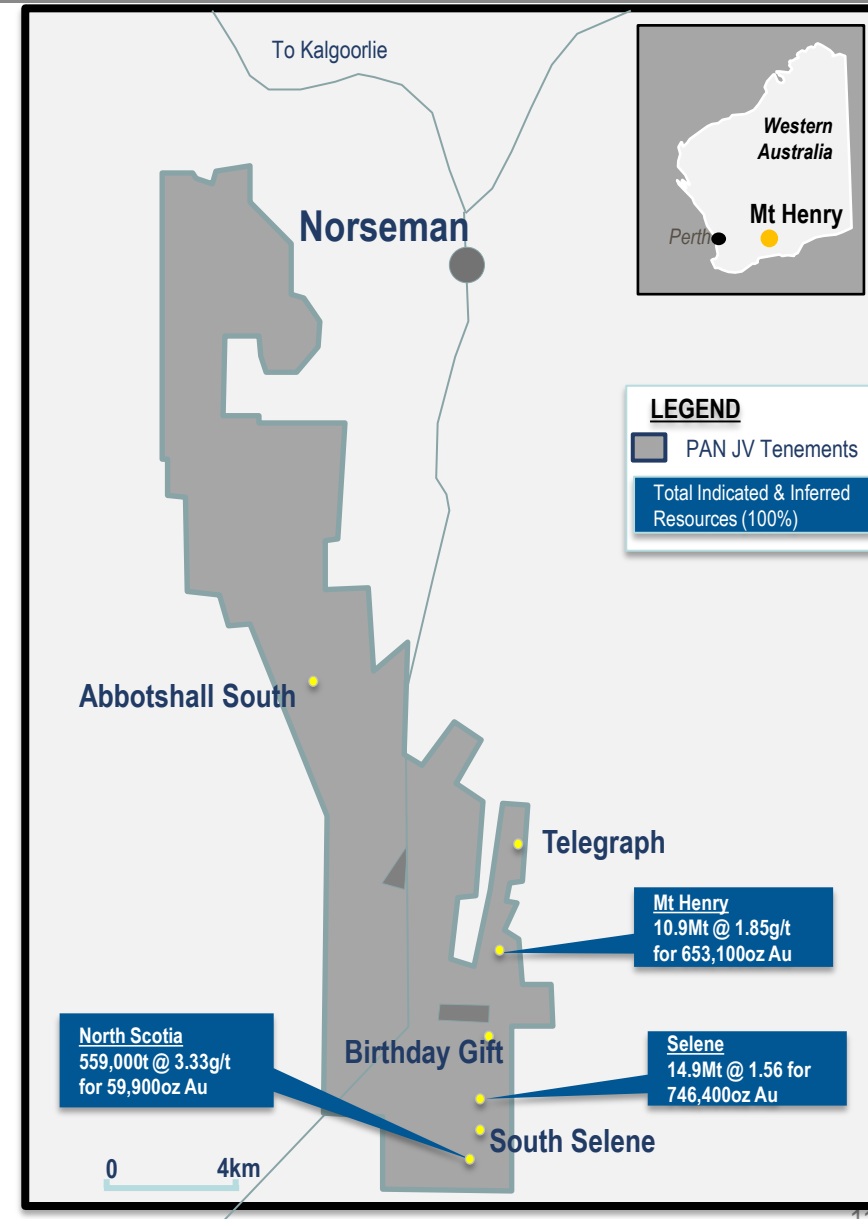 To Kalgoorlie
Western
Australia
Norseman
Mt Henry
Perth
LEGEND
PAN JV Tenements
Total Indicated & Inferred
Resources (100%)
Abbotshall South
Telegraph
Mt Henry
10.9Mt @ 1.85g/t
for 653,100oz Au
North Scotia
559,000t @ 3.33g/t
for 59,900oz Au
Birthday Gift
Selene
14.9Mt @ 1.56 for
746,400oz Au
South Selene
0 4km